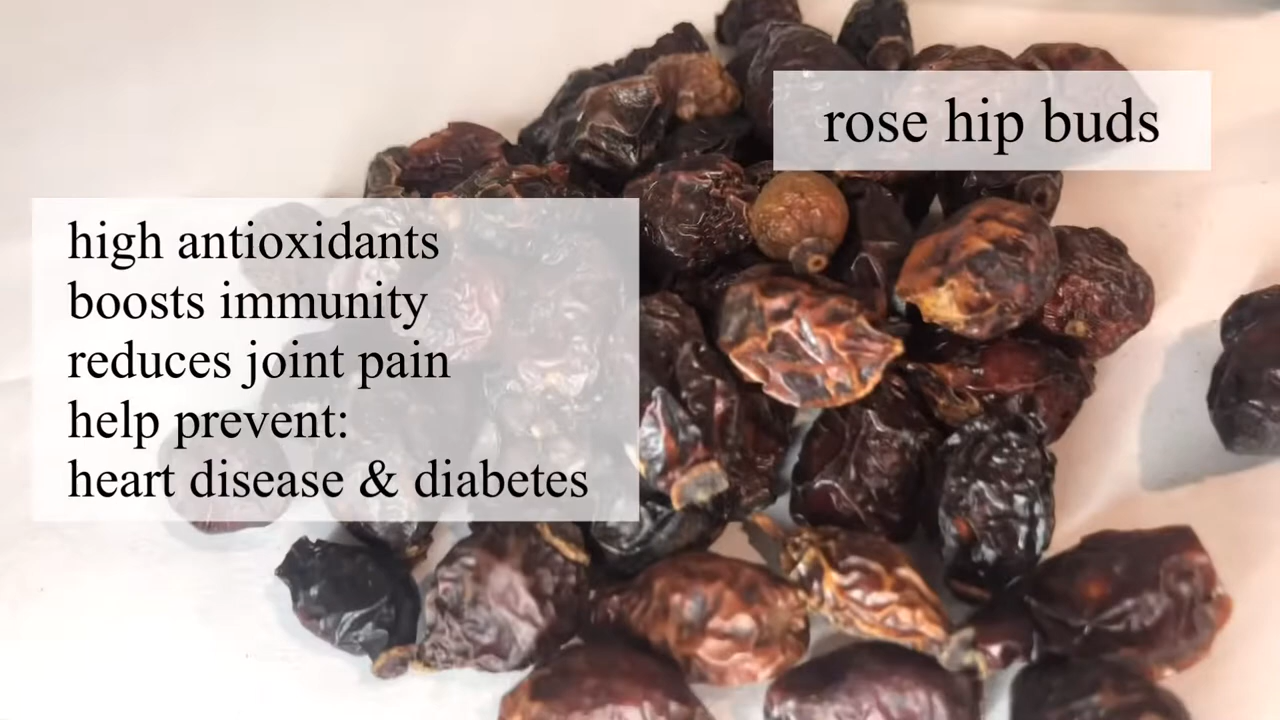 rose hip buds
high antioxidants
boosts immunity
reduces joint pain
help prevent:
heart disease & diabetes